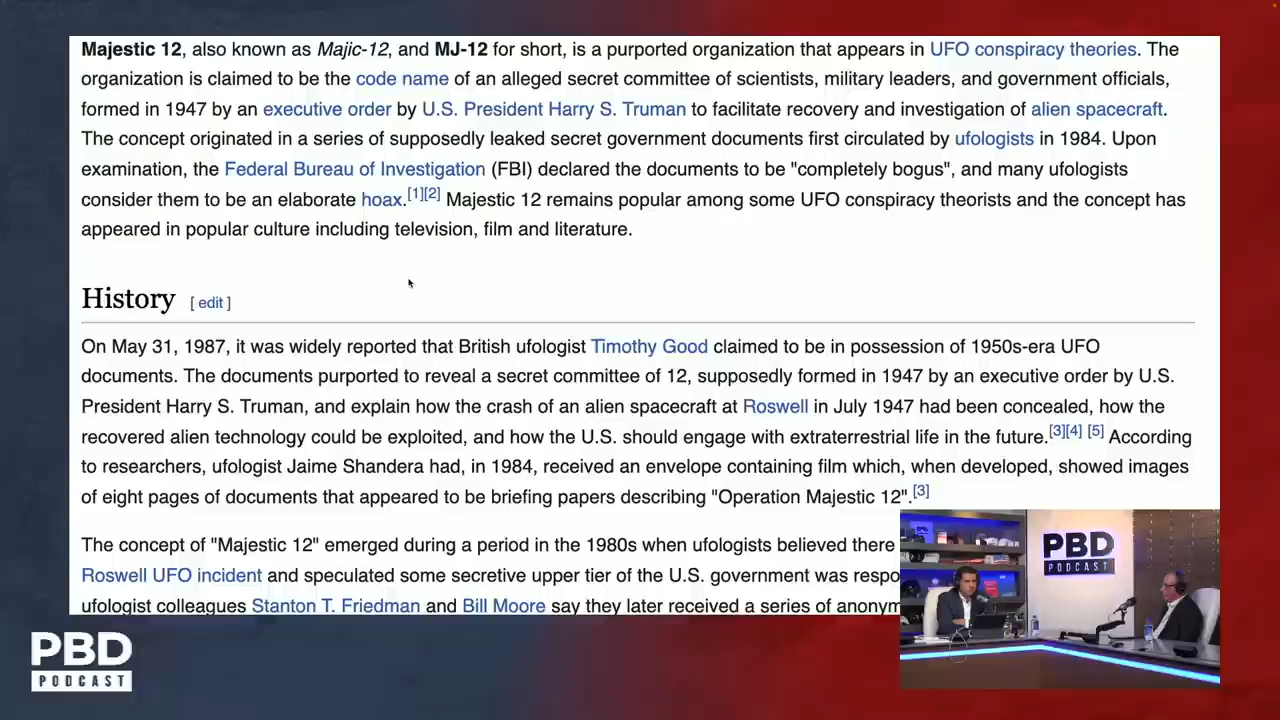 Majestic 12, also known as Majic-12, and MJ-12 for short, is a purported organization that appears in UFO conspiracy theories. The
organization is claimed to be the code name of an alleged secret committee of scientists, military leaders, and government officials,
formed in 1947 by an executive order by U.S. President Harry S. Truman to facilitate recovery and investigation of alien spacecraft.
The concept originated in a series of supposedly leaked secret government documents first circulated by ufologists in 1984. Upon
examination, the Federal Bureau of Investigation (FBI) declared the documents to be "completely bogus", and many ufologists
consider them to be an elaborate hoax.[1][2] Majestic 12 remains popular among some UFO conspiracy theorists and the concept has
appeared in popular culture including television, film and literature.
History [ edit ]
On May 31, 1987, it was widely reported that British ufologist Timothy Good claimed to be in possession of 1950s-era UFO
documents. The documents purported to reveal a secret committee of 12, supposedly formed in 1947 by an executive order by U.S.
President Harry S. Truman, and explain how the crash of an alien spacecraft at Roswell in July 1947 had been concealed, how the
recovered alien technology could be exploited, and how the U.S. should engage with extraterrestrial life in the future.[3][4] [5] According
to researchers, ufologist Jaime Shandera had, in 1984, received an envelope containing film which, when developed, showed images
of eight pages of documents that appeared to be briefing papers describing "Operation Majestic 12".[3]
The concept of "Majestic 12" emerged during a period in the 1980s when ufologists believed there
Roswell UFO incident and speculated some secretive upper tier of the U.S. government was respo
ufologist colleagues Stanton T. Friedman and Bill Moore say they later received a series of anonym
PBD
PODCAST
PBD
PODCAST